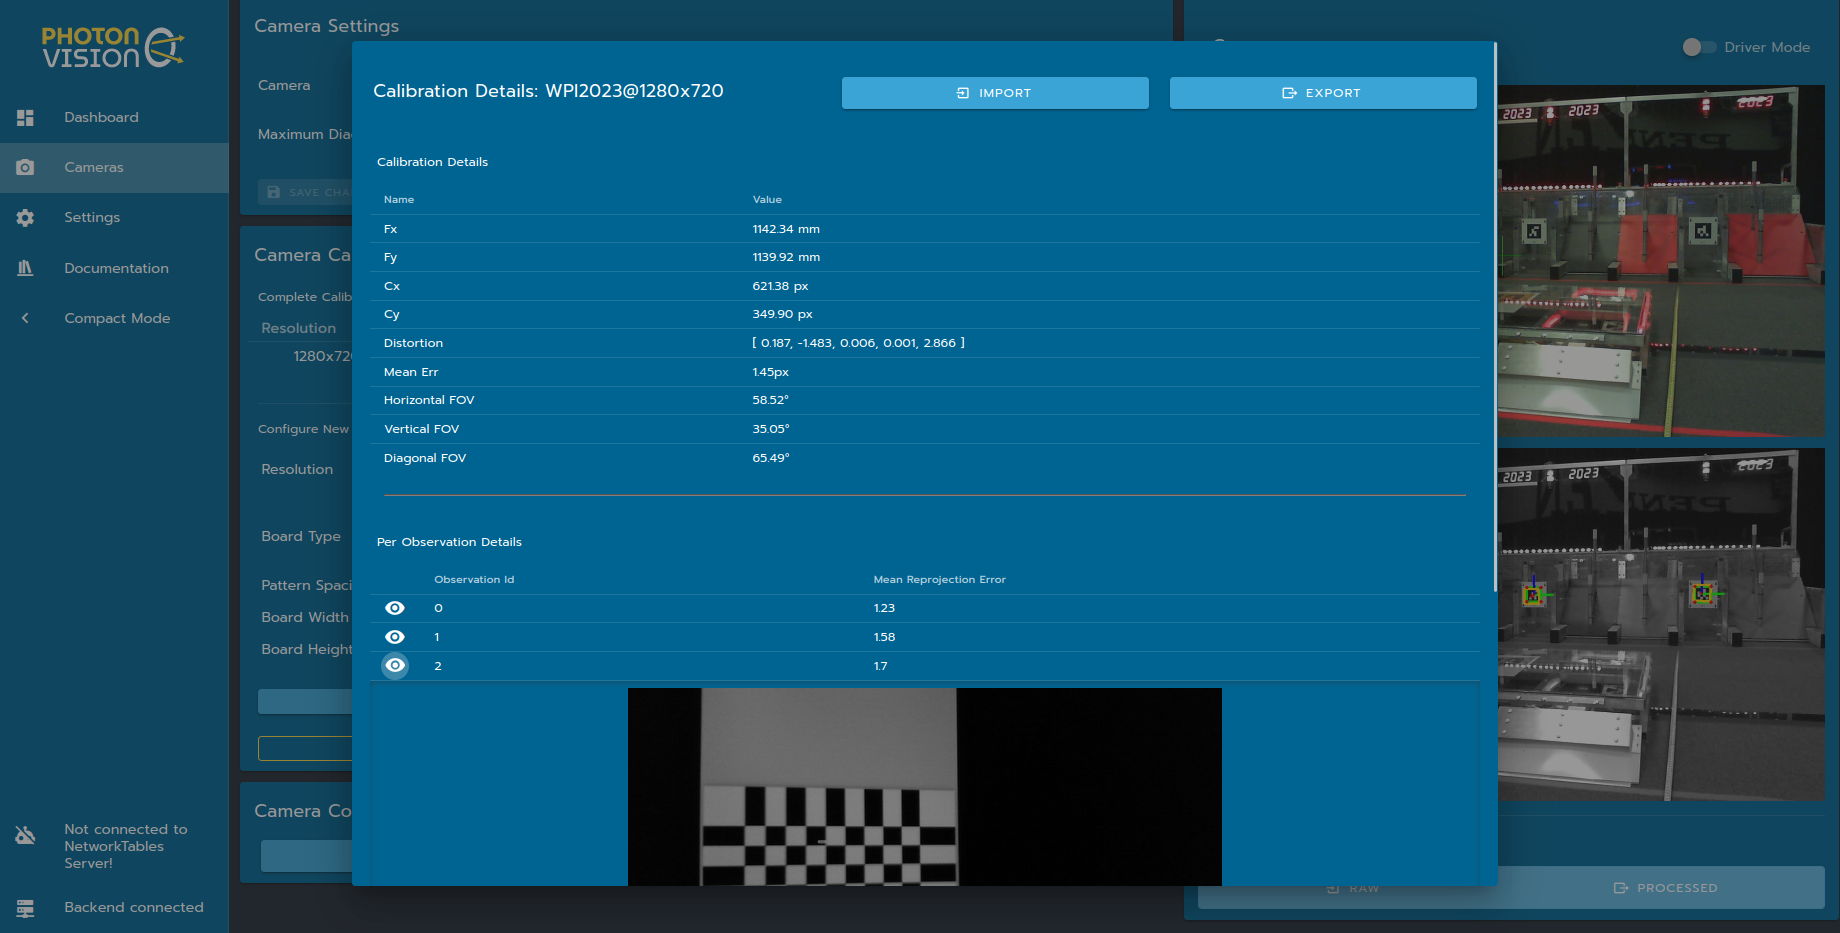 PHOTON
VISION
Dashboard
Cameras
Settings
Documentation
Compact Mode
Not connected to
NetworkTables
Server!
Backend connected
Camera Settings
Camera
Maximum Dia
SAVE CHA
Camera Ca
Complete Calib
Resolution
1280x720
Configure New
Resolution
Board Type
Pattern Spaci
Board Width
Board Height
Camera Co
Calibration Details: WPI2023@1280x720
IMPORT
EXPORT
Calibration Details
Name Value
Fx 1142.34 mm
Fy 1139.92 mm
Cx 621.38 px
Cy 349.90 px
Distortion [ 0.187, -1.483, 0.006, 0.001, 2.866 ]
Mean Err 1.45px
Horizontal FOV 58.52°
Vertical FOV 35.05°
Diagonal FOV 65.49°
Per Observation Details
Observation Id Mean Reprojection Error
0 1.23
1 1.58
2 1.7
Driver Mode
2023 2023 2023
2023 2023 2023
RAW
PROCESSED